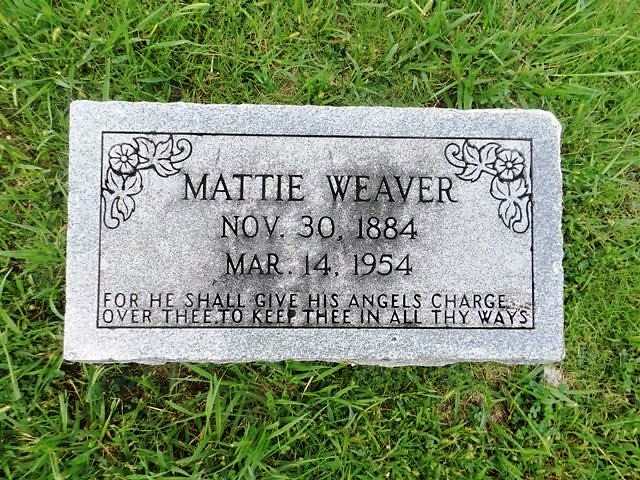 MATTIE WEAVER
NOV. 30, 1884
MAR. 14, 1954
FOR HE SHALL GIVE HIS ANGELS CHARGE
OVER THEE,TO KEEP THEE IN ALL THY WAYS